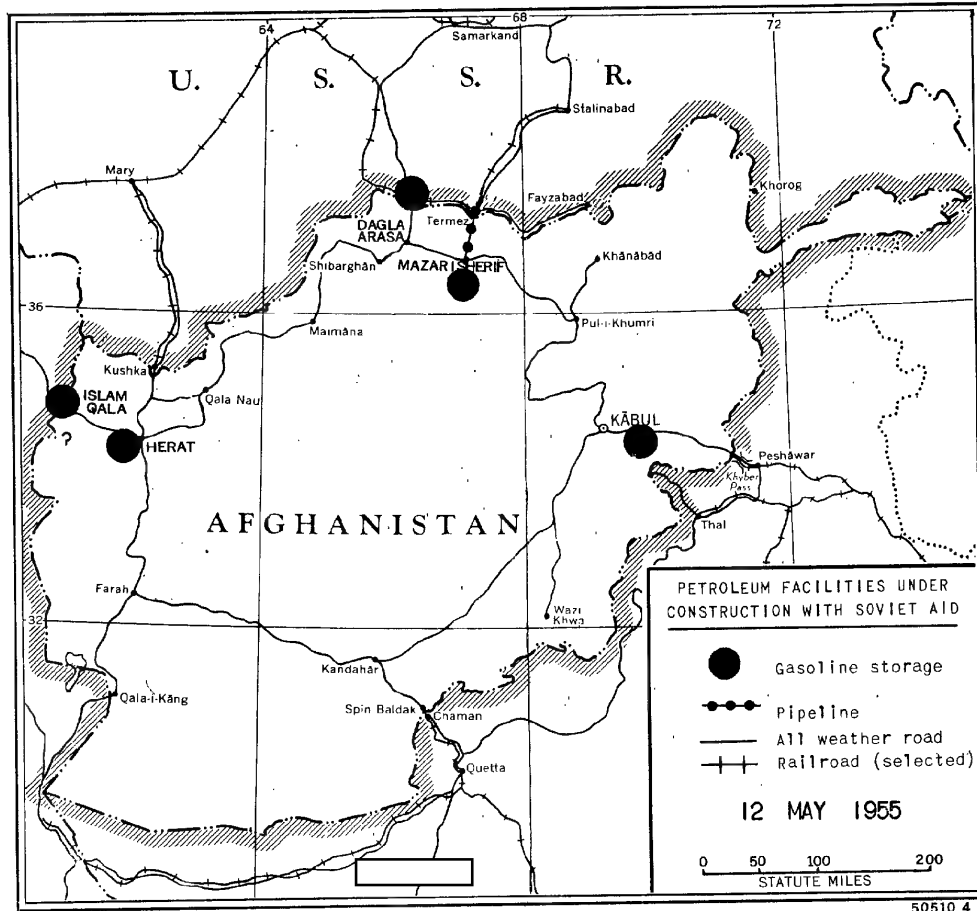 64
68
72
Samarkand
U. S. S. R.
Stalinabad
Mary
Khorog
Fayzabad
DAGLA
ARASA
Termez
Shibarghān
MAZAR I SHERIF
Khānābād
36
Maimāna
Pul-i-Khumri
Kushka
ISLAM
QALA
Qala Nau
?
HERAT
KĀBUL
Peshāwar
Khyber
Pass
AFGHANISTAN
Thal
Farah
32
Wazi
Khwa
Kandahār
Qala-i-Kāng
Spin Baldak
Chaman
Quetta
PETROLEUM FACILITIES UNDER
CONSTRUCTION WITH SOVIET AID
Gasoline storage
Pipeline
All weather road
Railroad (selected)
12 MAY 1955
0 50 100 200
STATUTE MILES
50510 4